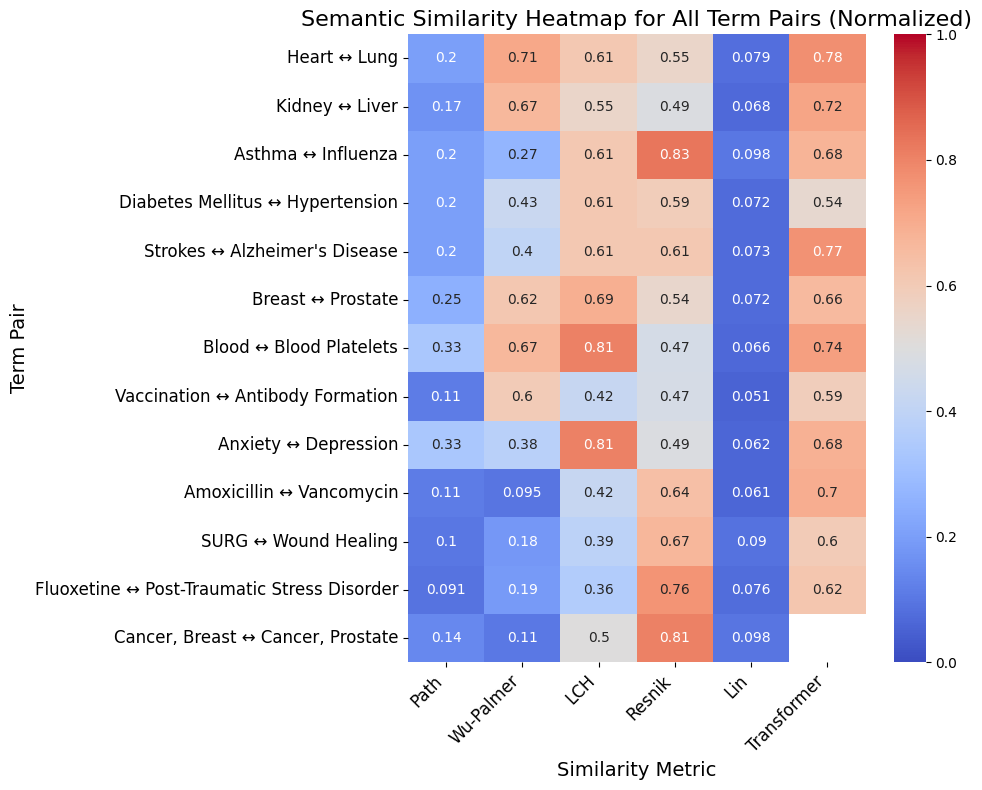 Semantic Similarity Heatmap for All Term Pairs (Normalized)
Term Pair
Heart ↔ Lung 0.2 0.71 0.61 0.55 0.079 0.78
Kidney ↔ Liver 0.17 0.67 0.55 0.49 0.068 0.72
Asthma ↔ Influenza 0.2 0.27 0.61 0.83 0.098 0.68
Diabetes Mellitus ↔ Hypertension 0.2 0.43 0.61 0.59 0.072 0.54
Strokes ↔ Alzheimer's Disease 0.2 0.4 0.61 0.61 0.073 0.77
Breast ↔ Prostate 0.25 0.62 0.69 0.54 0.072 0.66
Blood ↔ Blood Platelets 0.33 0.67 0.81 0.47 0.066 0.74
Vaccination ↔ Antibody Formation 0.11 0.6 0.42 0.47 0.051 0.59
Anxiety ↔ Depression 0.33 0.38 0.81 0.49 0.062 0.68
Amoxicillin ↔ Vancomycin 0.11 0.095 0.42 0.64 0.061 0.7
SURG ↔ Wound Healing 0.1 0.18 0.39 0.67 0.09 0.6
Fluoxetine ↔ Post-Traumatic Stress Disorder 0.091 0.19 0.36 0.76 0.076 0.62
Cancer, Breast ↔ Cancer, Prostate 0.14 0.11 0.5 0.81 0.098
Path Wu-Palmer LCH Resnik Lin Transformer
Similarity Metric
1.0
0.8
0.6
0.4
0.2
0.0